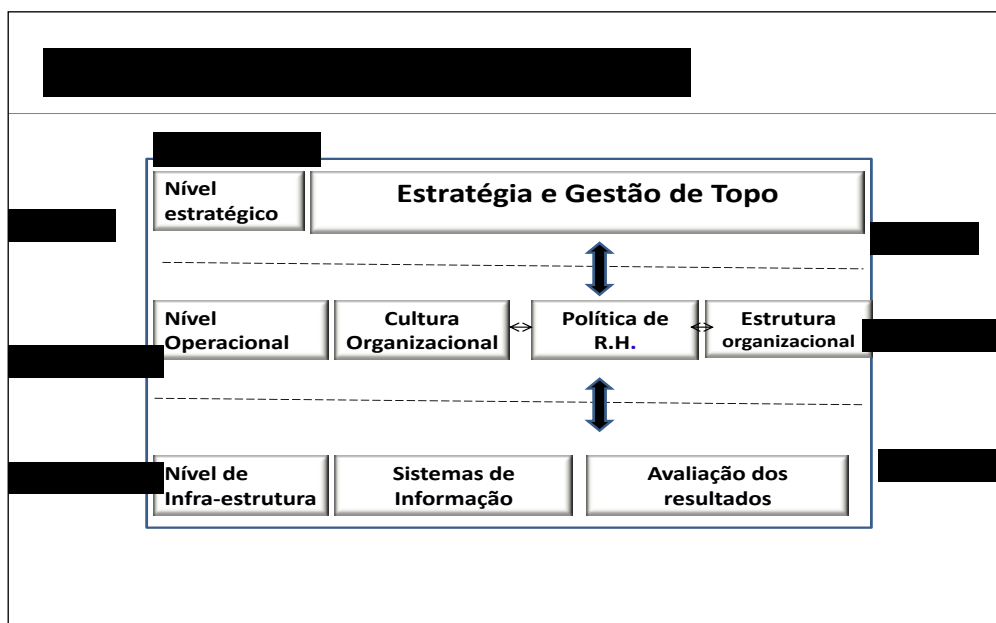 Nível
estratégico
Estratégia e Gestão de Topo
Nível
Operacional
Cultura
Organizacional
Política de
R.H.
Estrutura
organizacional
Nível de
Infra-estrutura
Sistemas de
Informação
Avaliação dos
resultados